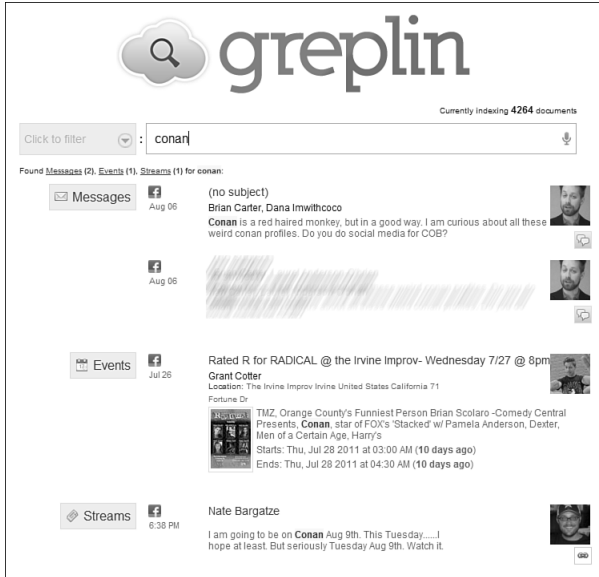 greplin
Currently indexing 4264 documents
Click to filter : conan
Found Messages (2), Events (1), Streams (1) for conan:
Messages
Aug 06
(no subject)
Brian Carter, Dana Imwithcoco
Conan is a red haired monkey, but in a good way. I am curious about all these
weird conan profiles. Do you do social media for COB?
Aug 06
Events
Jul 26
Rated R for RADICAL @ the Irvine Improv- Wednesday 7/27 @ 8pm
Grant Cotter
Location: The Irvine Improv Irvine United States California 71
Fortune Dr
TMZ, Orange County's Funniest Person Brian Scolaro -Comedy Central
Presents, Conan, star of FOX's 'Stacked' w/ Pamela Anderson, Dexter,
Men of a Certain Age, Harry's
Starts: Thu, Jul 28 2011 at 03:00 AM (10 days ago)
Ends: Thu, Jul 28 2011 at 04:30 AM (10 days ago)
Streams
6:38 PM
Nate Bargatze
I am going to be on Conan Aug 9th. This Tuesday......I
hope at least. But seriously Tuesday Aug 9th. Watch it.